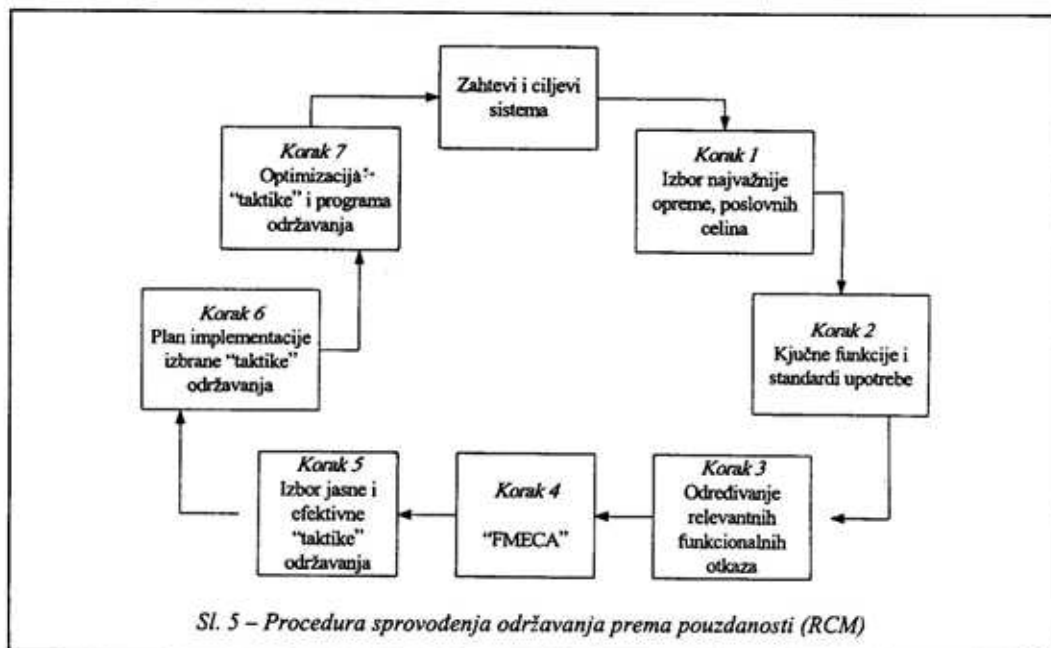 Zahtevi i ciljevi
sistema
Korak 1
Izbor najvažnije
opreme, poslovnih
celina
Korak 2
Kjučne funkcije i
standardi upotrebe
Korak 3
Određivanje
relevantnih
funkcionalnih
otkaza
Korak 4
"FMECA"
Korak 5
Izbor jasne i
efektivne
"taktike"
održavanja
Korak 6
Plan implementacije
izbrane "taktike"
održavanja
Korak 7
Optimizacija
"taktike" i programa
održavanja
Sl. 5 – Procedura sprovođenja održavanja prema pouzdanosti (RCM)